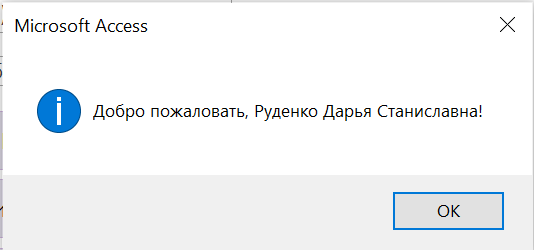 Microsoft Access
Добро пожаловать, Руденко Дарья Станиславна!
OK